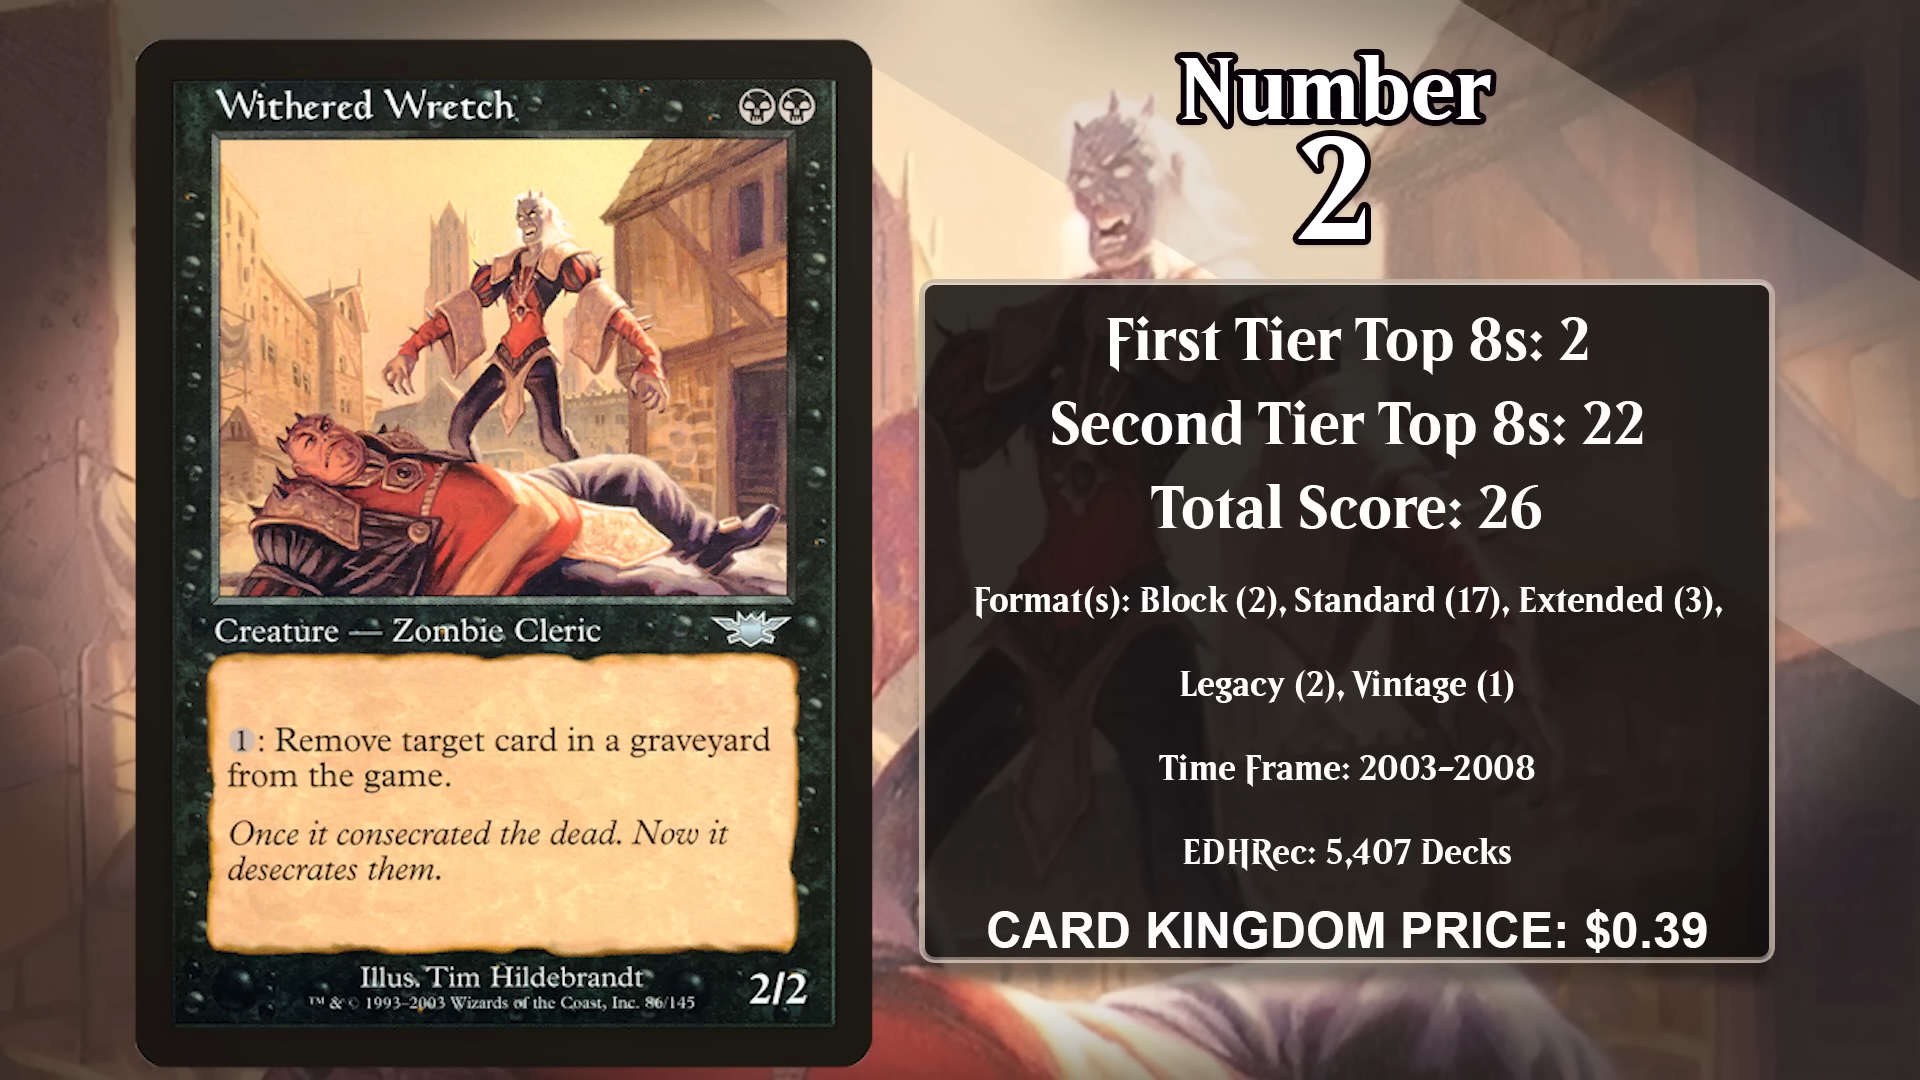 Withered Wretch
Creature — Zombie Cleric
1: Remove target card in a graveyard
from the game.
Once it consecrated the dead. Now it
desecrates them.
Illus. Tim Hildebrandt
™ & © 1993–2003 Wizards of the Coast, Inc. 86/145
2/2
Number
2
First Tier Top 8s: 2
Second Tier Top 8s: 22
Total Score: 26
Format(s): Block (2), Standard (17), Extended (3),
Legacy (2), Vintage (1)
Time Frame: 2003-2008
EDHRec: 5,407 Decks
CARD KINGDOM PRICE: $0.39